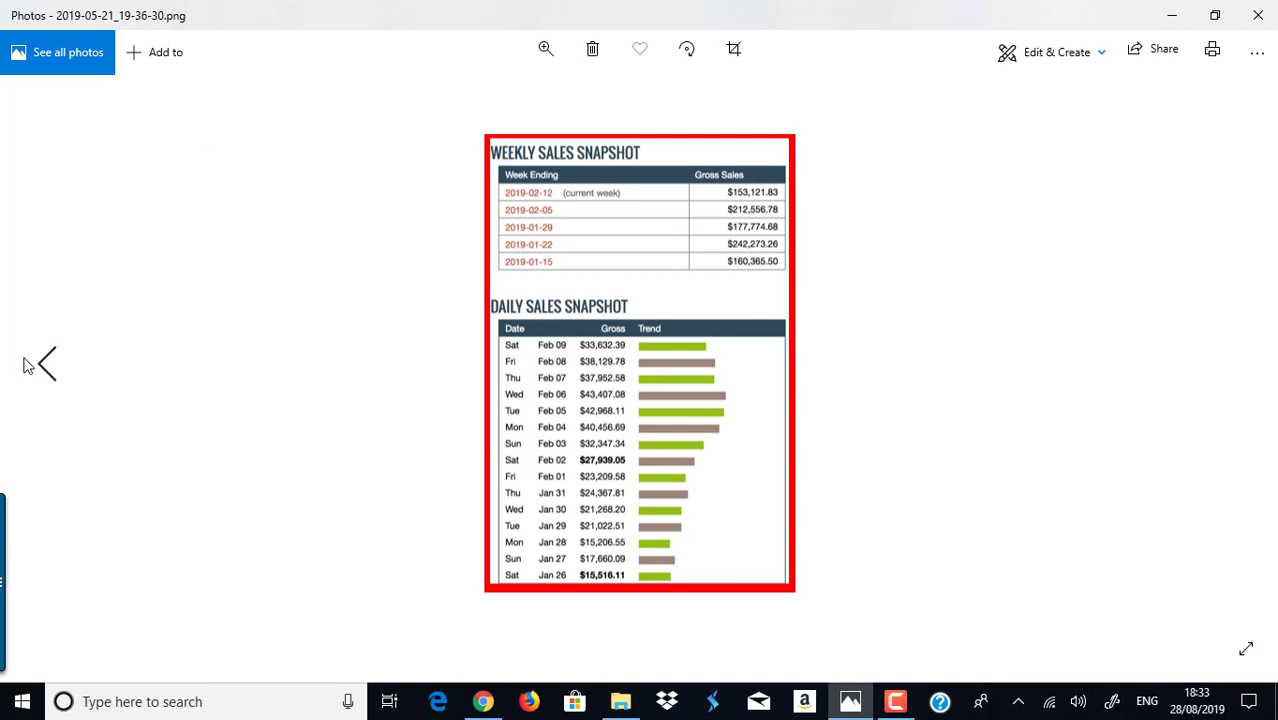 Photos - 2019-05-21_19-36-30.png
See all photos
Add to
Edit & Create
Share
WEEKLY SALES SNAPSHOT
Week Ending Gross Sales
2019-02-12 (current week) $153,121.83
2019-02-05 $212,556.78
2019-01-29 $177,774.68
2019-01-22 $242,273.26
2019-01-15 $160,365.50
DAILY SALES SNAPSHOT
Date Gross Trend
Sat Feb 09 $33,632.39
Fri Feb 08 $38,129.78
Thu Feb 07 $37,952.58
Wed Feb 06 $43,407.08
Tue Feb 05 $42,968.11
Mon Feb 04 $40,456.69
Sun Feb 03 $32,347.34
Sat Feb 02 $27,939.05
Fri Feb 01 $23,209.58
Thu Jan 31 $24,367.81
Wed Jan 30 $21,268.20
Tue Jan 29 $21,022.51
Mon Jan 28 $15,206.55
Sun Jan 27 $17,660.09
Sat Jan 26 $15,516.11
Type here to search
ENG
18:33
28/08/2019